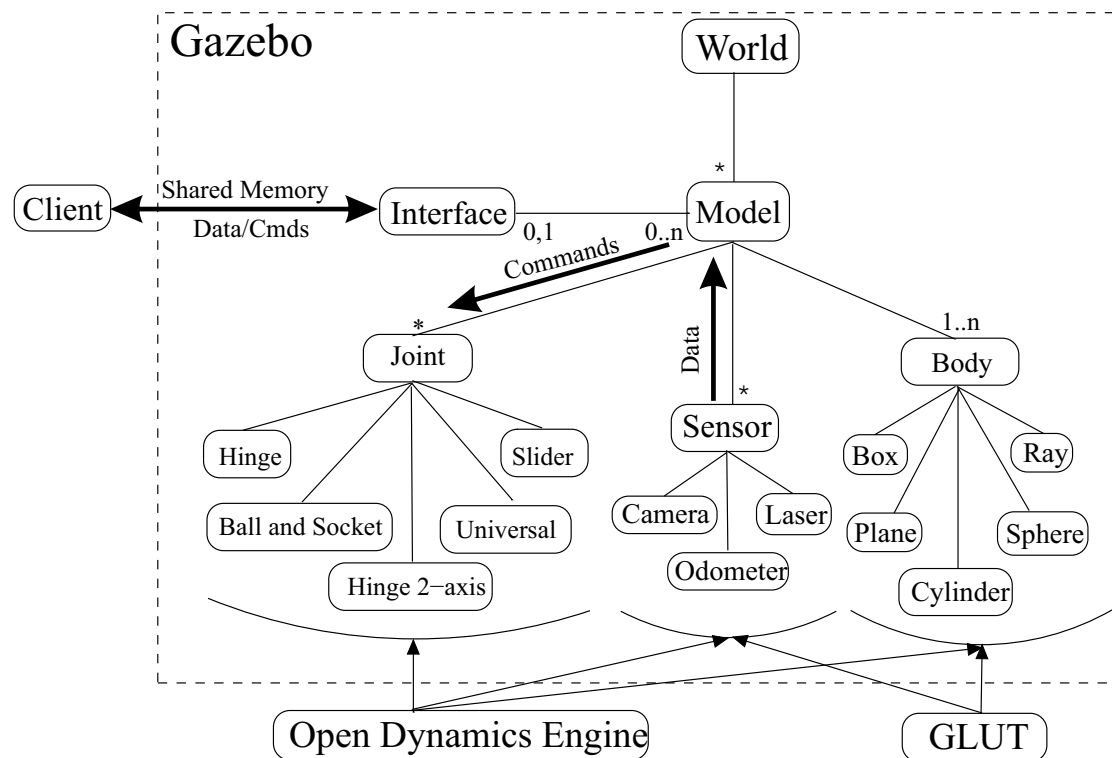 Gazebo
World
*
Client
Shared Memory
Data/Cmds
Interface
Model
0,1
0..n
Commands
Data
*
*
1..n
Joint
Sensor
Body
Hinge
Slider
Ball and Socket
Universal
Hinge 2−axis
Camera
Laser
Odometer
Box
Ray
Plane
Sphere
Cylinder
Open Dynamics Engine
GLUT